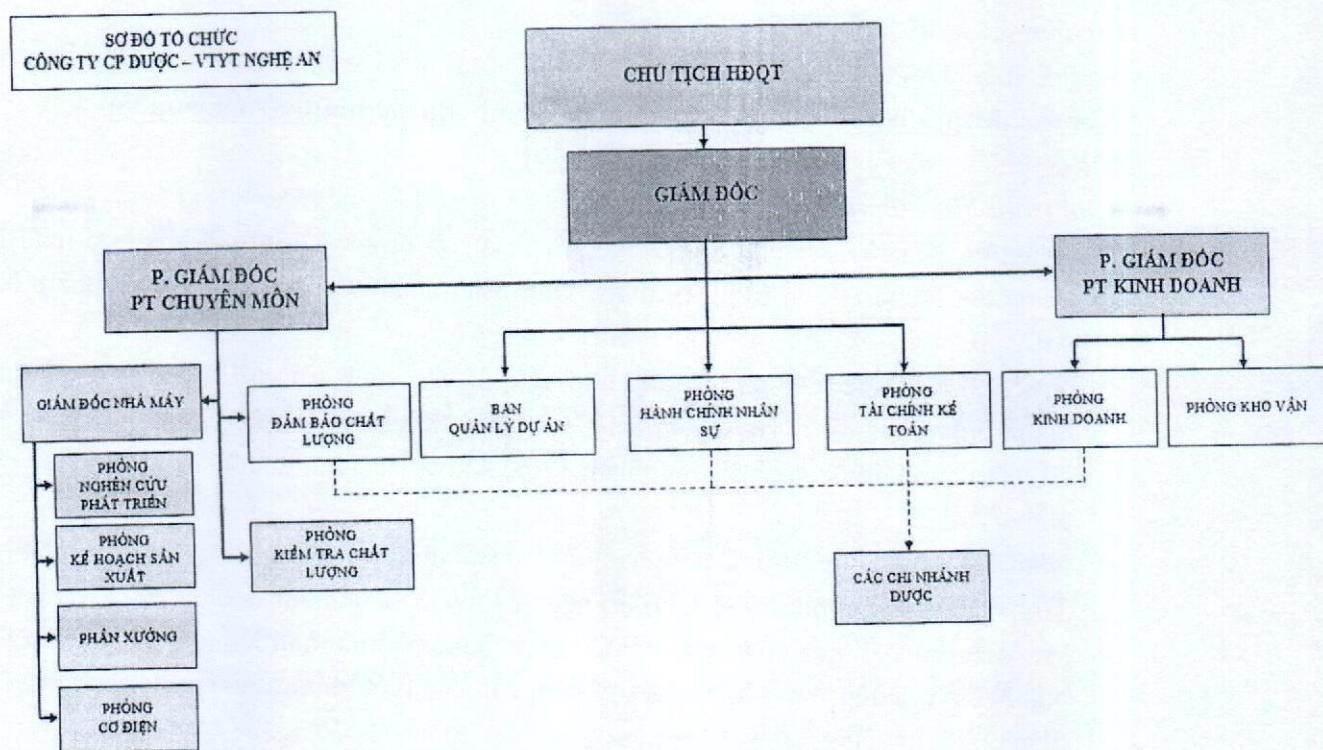 SƠ ĐỒ TỔ CHỨC
CÔNG TY CP DƯỢC – VTYT NGHỆ AN
CHỦ TỊCH HĐQT
GIÁM ĐỐC
P. GIÁM ĐỐC
PT CHUYÊN MÔN
P. GIÁM ĐỐC
PT KINH DOANH
GIÁM ĐỐC NHÀ MÁY
PHÒNG
ĐẢM BẢO CHẤT
LƯỢNG
BAN
QUẢN LÝ DỰ ÁN
PHÒNG
HÀNH CHÍNH NHÂN
SỰ
PHÒNG
TÀI CHÍNH KẾ
TOÁN
PHÒNG
KINH DOANH
PHÒNG KHO VẬN
PHÒNG
NGHIÊN CỨU
PHÁT TRIỂN
PHÒNG
KẾ HOẠCH SẢN
XUẤT
PHÒNG
KIỂM TRA CHẤT
LƯỢNG
CÁC CHI NHÁNH
DƯỢC
PHÂN XƯỞNG
PHÒNG
CƠ ĐIỆN